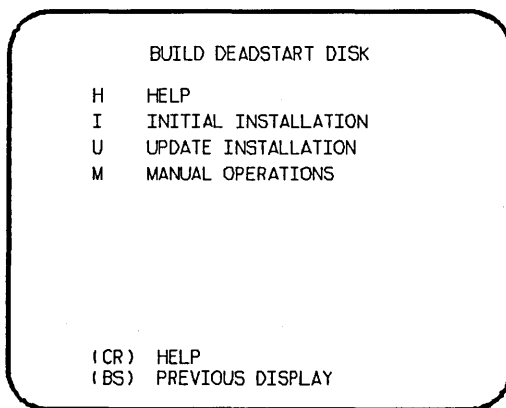 BUILD DEADSTART DISK
H HELP
I INITIAL INSTALLATION
U UPDATE INSTALLATION
M MANUAL OPERATIONS
(CR) HELP
(BS) PREVIOUS DISPLAY